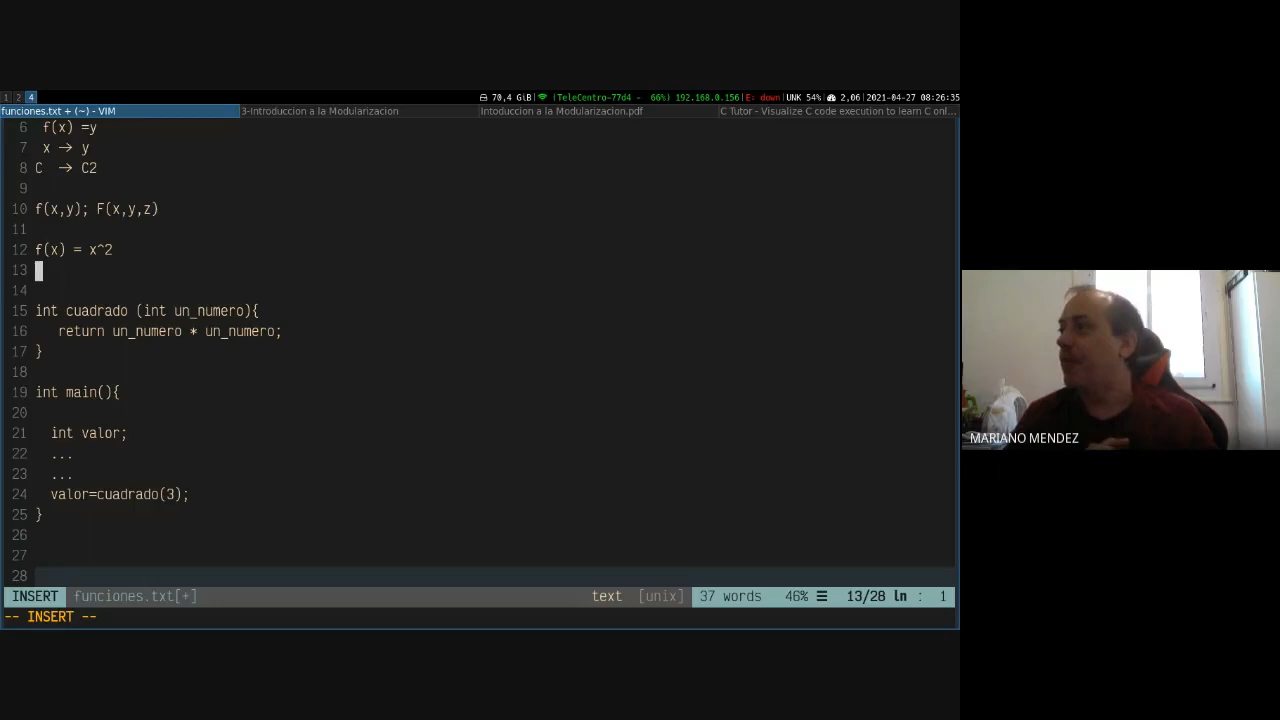 1 2 4
70,4 GiB| (TeleCentro-77d4 - 66%) 192.168.0.156|E: down|UNK 54%| 2,06|2021-04-27 08:26:35
funciones.txt + (~) - VIM
3-Introduccion a la Modularizacion
Intoduccion a la Modularizacion.pdf
C Tutor - Visualize C code execution to learn C onl...
6 f(x) =y
7 x → y
8 C → C2
9
10 f(x,y); F(x,y,z)
11
12 f(x) = x^2
13
14
15 int cuadrado (int un_numero){
16 return un_numero * un_numero;
17 }
18
19 int main(){
20
21 int valor;
22 ...
23 ...
24 valor=cuadrado(3);
25 }
26
27
28
INSERT funciones.txt[+] text [unix] 37 words 46% ☰ 13/28 ln : 1
-- INSERT --
MARIANO MENDEZ